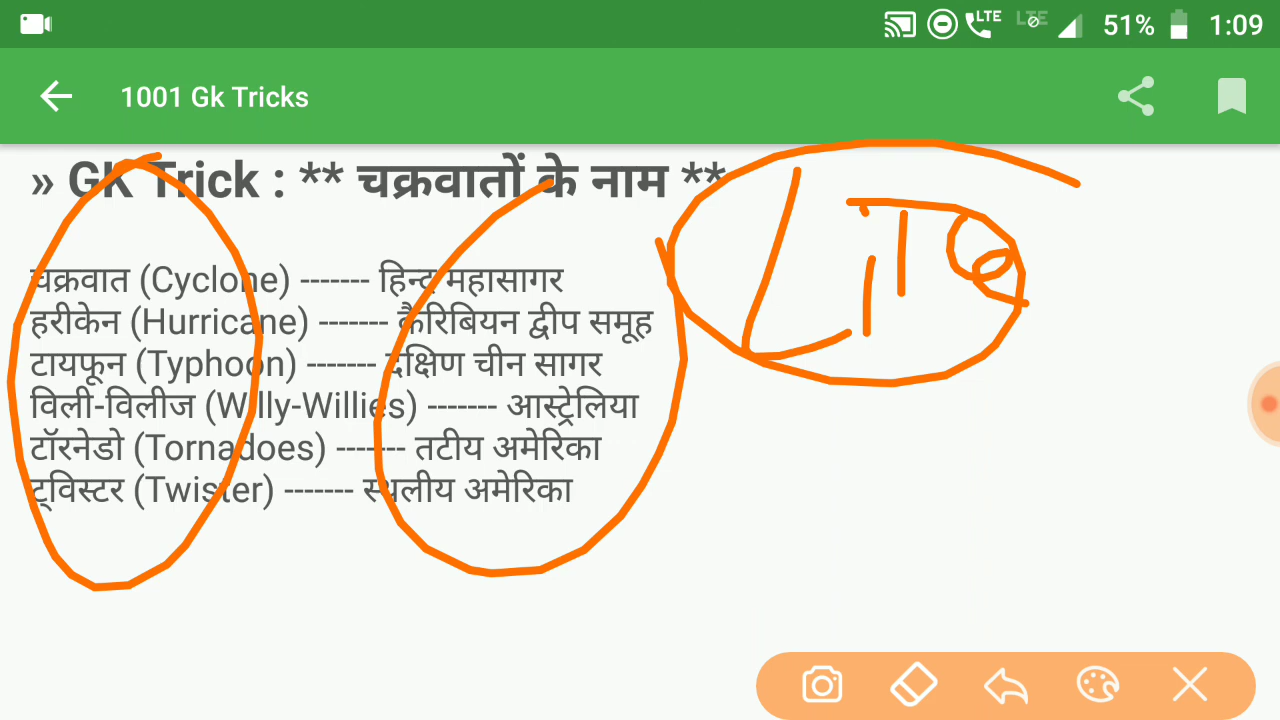 LTE LTE 51% 1:09
1001 Gk Tricks
» GK Trick : ** चक्रवातों के नाम **
चक्रवात (Cyclone) ------- हिन्द महासागर
हरीकेन (Hurricane) ------- कैरिबियन द्वीप समूह
टायफून (Typhoon) ------- दक्षिण चीन सागर
विली-विलीज (Willy-Willies) ------- आस्ट्रेलिया
टॉरनेडो (Tornadoes) ------- तटीय अमेरिका
ट्विस्टर (Twister) ------- स्थलीय अमेरिका